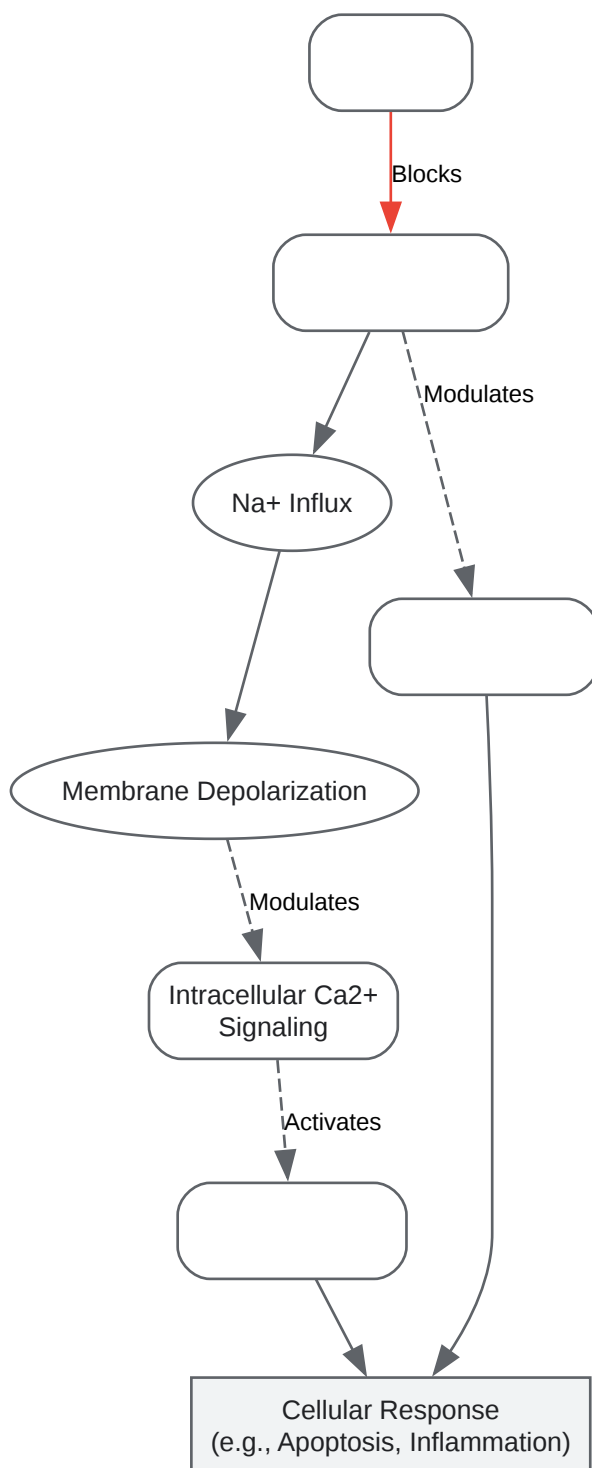 Blocks
Modulates
Na+ Influx
Membrane Depolarization
Modulates
Intracellular Ca2+
Signaling
Activates
Cellular Response
(e.g., Apoptosis, Inflammation)